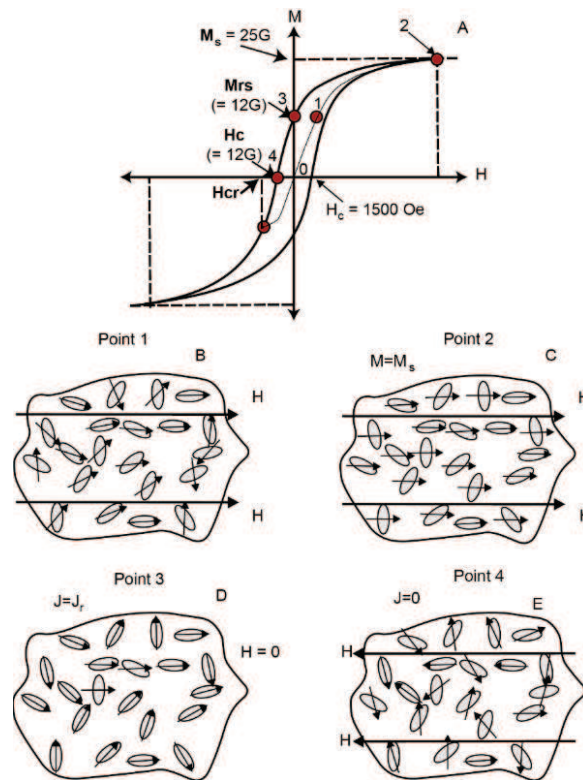 M
A
2
Ms = 25G
Mrs
(= 12G)
3
1
Hc
(= 12G)
4
0
H
Hcr
Hc = 1500 Oe
Point 1
B
H
H
Point 2
M=Ms
C
H
H
Point 3
J=Jr
D
H = 0
Point 4
J=0
E
H
H